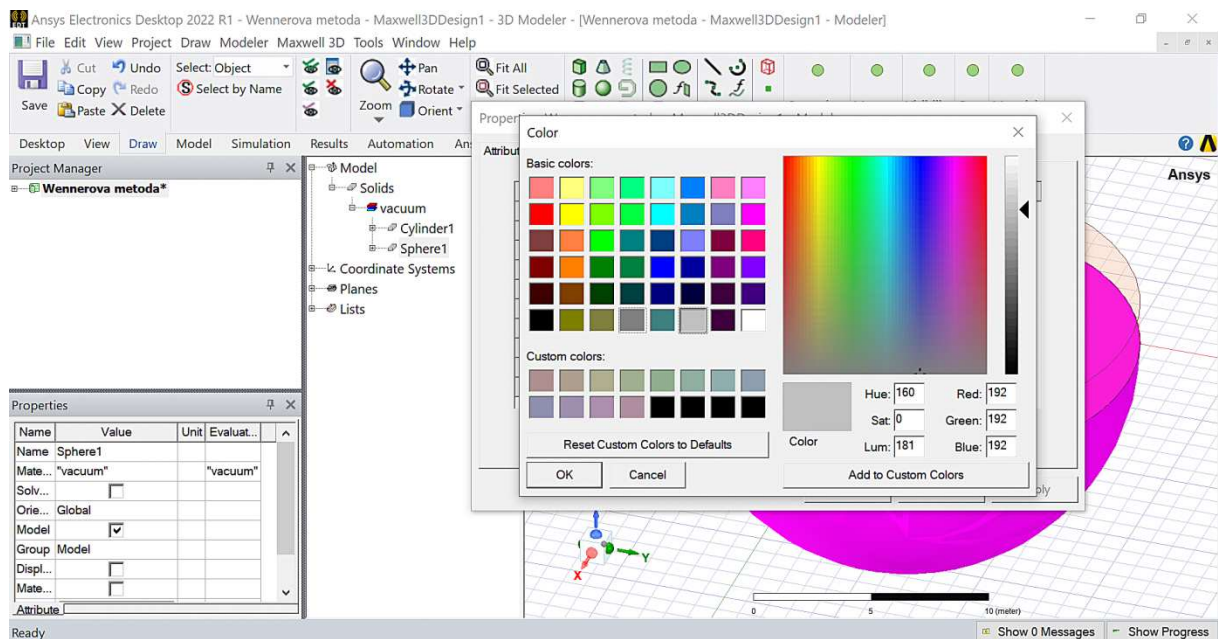 Ansys Electronics Desktop 2022 R1 - Wennerova metoda - Maxwell3DDesign1 - 3D Modeler - [Wennerova metoda - Maxwell3DDesign1 - Modeler]
File Edit View Project Draw Modeler Maxwell 3D Tools Window Help
Save
Cut Undo
Copy Redo
Paste Delete
Select: Object
Select by Name
Zoom
Pan
Rotate
Orient
Fit All
Fit Selected
Desktop View Draw Model Simulation Results Automation An
Project Manager
Wennerova metoda*
Model
Solids
vacuum
Cylinder1
Sphere1
Coordinate Systems
Planes
Lists
Properties
Name Value Unit Evaluat...
Name Sphere1
Mate... "vacuum" "vacuum"
Solv...
Orie... Global
Model
Group Model
Displ...
Mate...
Attribute
Attribut
Color
Basic colors:
Custom colors:
Reset Custom Colors to Defaults
OK Cancel
Color
Hue: 160 Red: 192
Sat: 0 Green: 192
Lum: 181 Blue: 192
Add to Custom Colors
Ansys
X
Y
0 5 10 (meter)
Ready
Show 0 Messages Show Progress